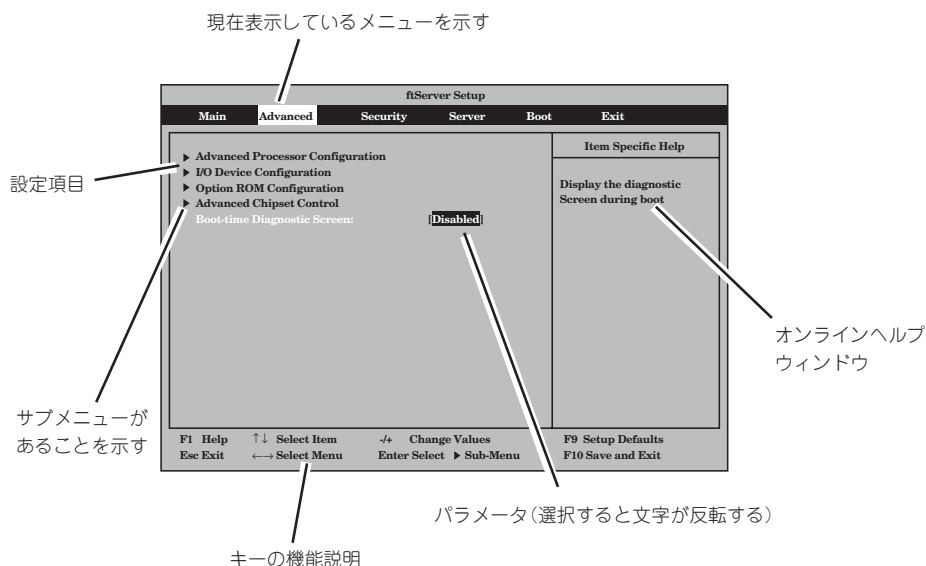 現在表示しているメニューを示す
ftServer Setup
Main Advanced Security Server Boot Exit
Item Specific Help
▶ Advanced Processor Configuration
▶ I/O Device Configuration
▶ Option ROM Configuration
▶ Advanced Chipset Control
Boot-time Diagnostic Screen: [Disabled]
Display the diagnostic
Screen during boot
設定項目
オンラインヘルプ
ウィンドウ
サブメニューが
あることを示す
F1 Help ↑↓ Select Item -/+ Change Values F9 Setup Defaults
Esc Exit ←→ Select Menu Enter Select ▶ Sub-Menu F10 Save and Exit
パラメータ(選択すると文字が反転する)
キーの機能説明